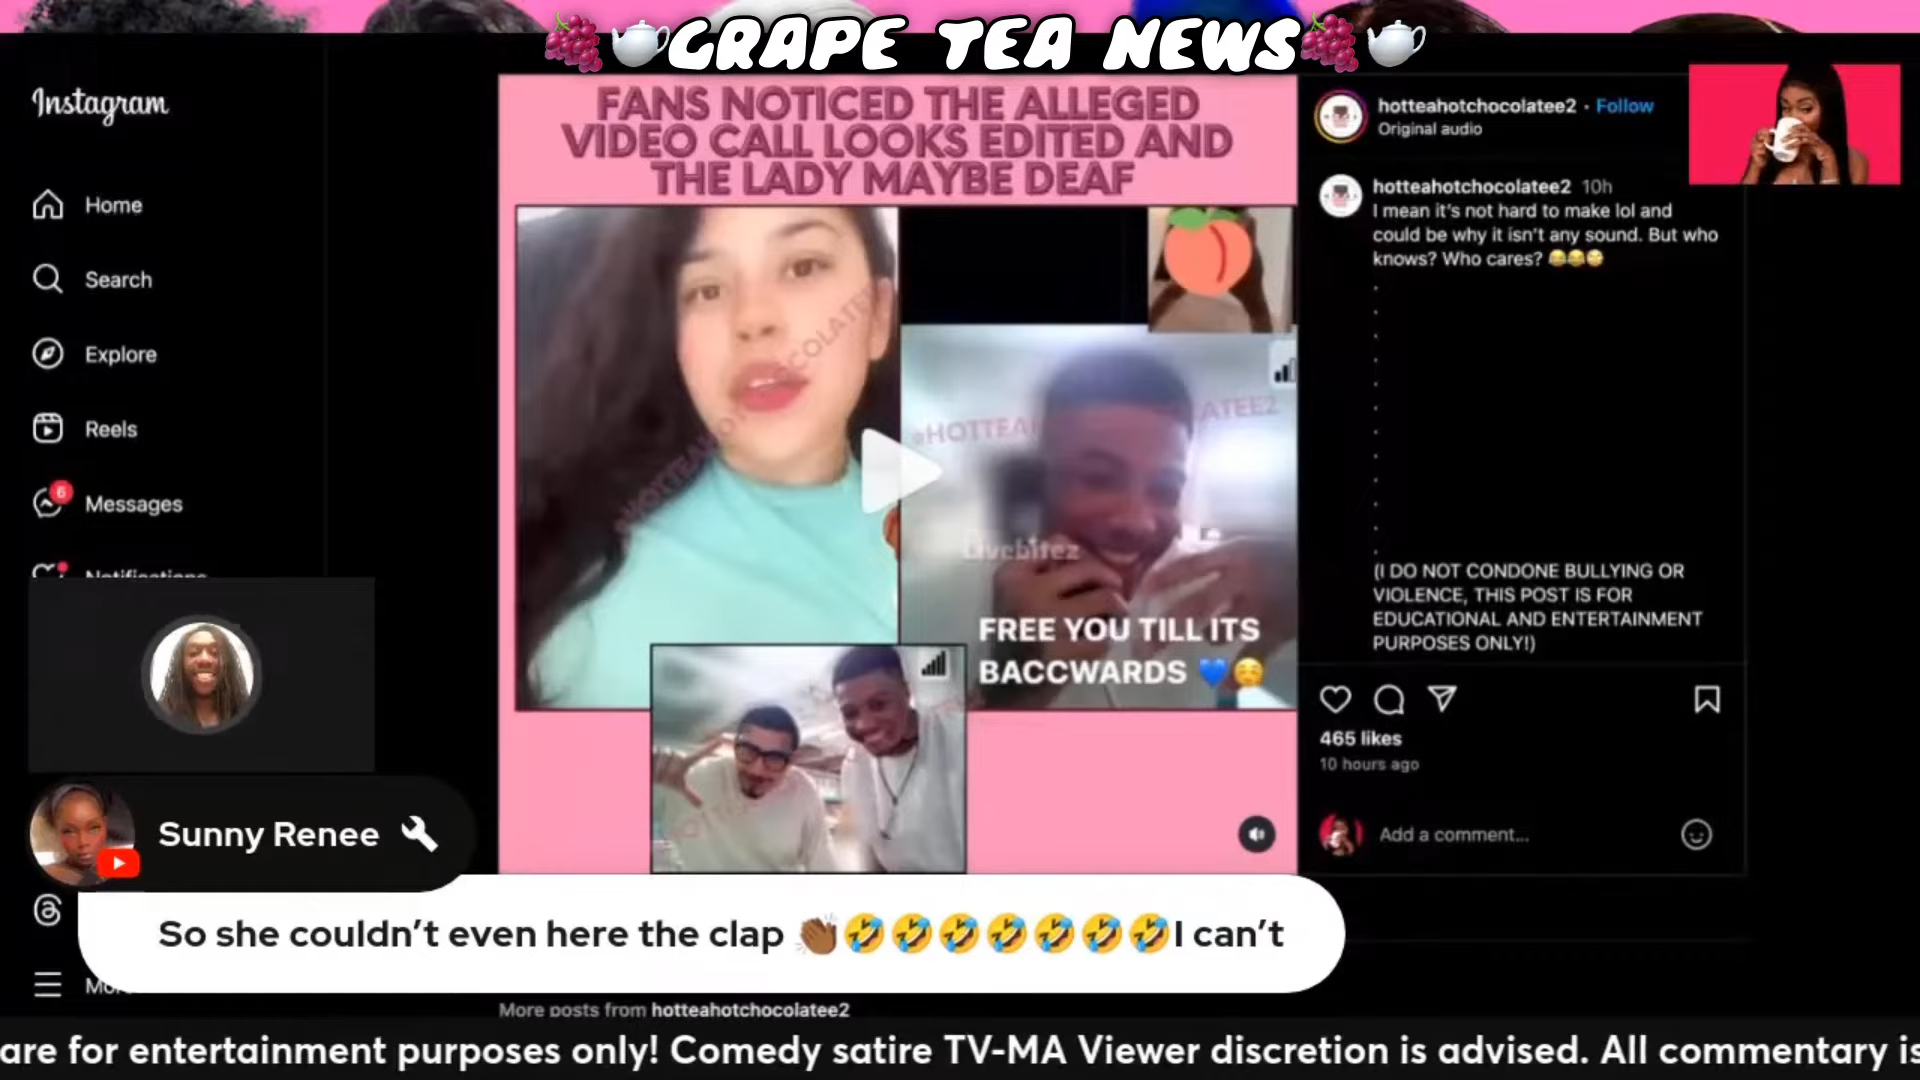 GRAPE TEA NEWS
Instagram
Home
Search
Explore
Reels
6
Messages
Notifications
FANS NOTICED THE ALLEGED
VIDEO CALL LOOKS EDITED AND
THE LADY MAYBE DEAF
Livebitez
FREE YOU TILL ITS
BACCWARDS 💙☺️
hotteahotchocolatee2 · Follow
Original audio
hotteahotchocolatee2 10h
I mean it's not hard to make lol and
could be why it isn't any sound. But who
knows? Who cares? 😂😂🙄
(I DO NOT CONDONE BULLYING OR
VIOLENCE, THIS POST IS FOR
EDUCATIONAL AND ENTERTAINMENT
PURPOSES ONLY!)
465 likes
10 hours ago
Add a comment...
Sunny Renee
So she couldn't even here the clap 👏🏾🤣🤣🤣🤣🤣🤣🤣I can't
More posts from hotteahotchocolatee2
are for entertainment purposes only! Comedy satire TV-MA Viewer discretion is advised. All commentary is